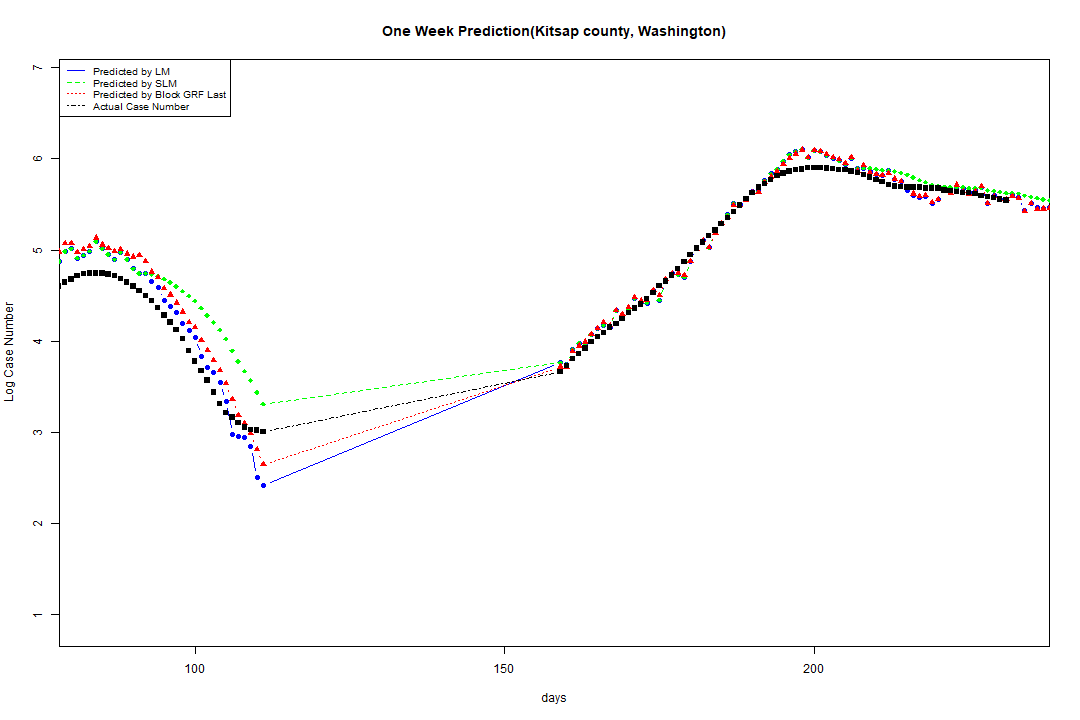 One Week Prediction(Kitsap county, Washington)
Predicted by LM
Predicted by SLM
Predicted by Block GRF Last
Actual Case Number
Log Case Number
7
6
5
4
3
2
1
100 150 200
days